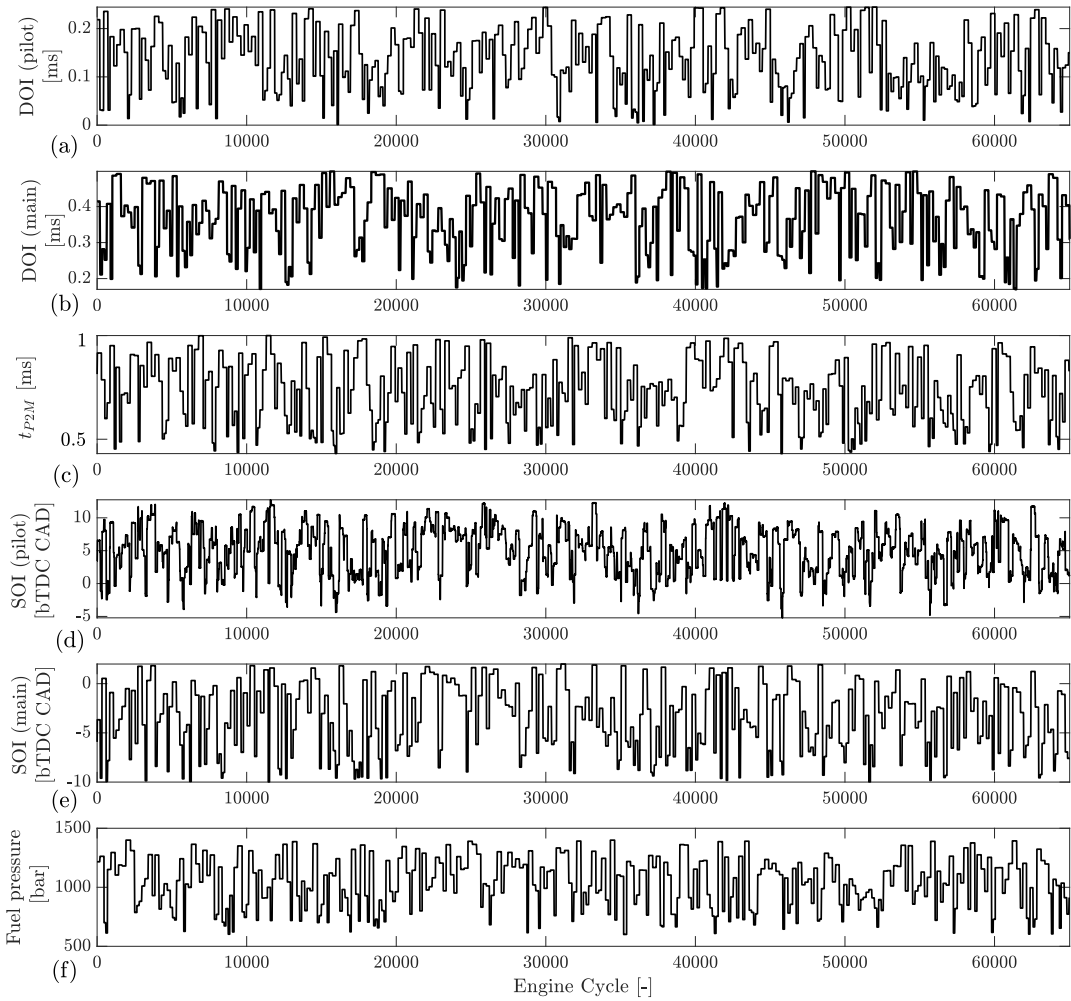 DOI (pilot)
[ms]
0.2
0.1
0
0 10000 20000 30000 40000 50000 60000
(a)
DOI (main)
[ms]
0.4
0.3
0.2
0 10000 20000 30000 40000 50000 60000
(b)
t_{P2M} [ms]
1
0.5
0 10000 20000 30000 40000 50000 60000
(c)
SOI (pilot)
[bTDC CAD]
10
5
0
-5
0 10000 20000 30000 40000 50000 60000
(d)
SOI (main)
[bTDC CAD]
0
-5
-10
0 10000 20000 30000 40000 50000 60000
(e)
Fuel pressure
[bar]
1500
1000
500
0 10000 20000 30000 40000 50000 60000
(f)
Engine Cycle [-]